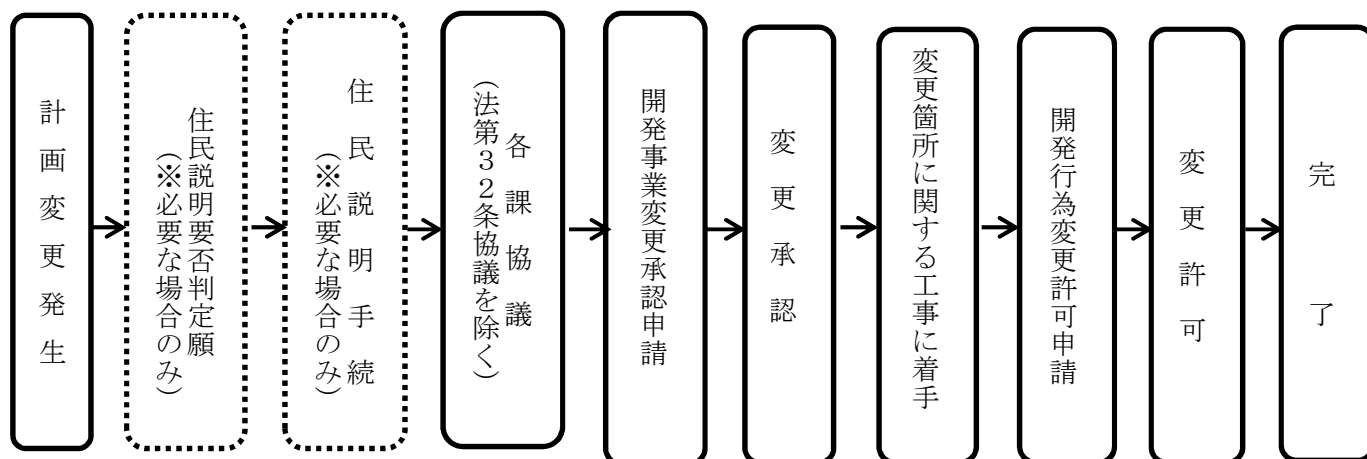 計画変更発生
住民説明要否判定願
（※必要な場合のみ）
住民説明手続
（※必要な場合のみ）
各課協議
（法第３２条協議を除く）
開発事業変更承認申請
変更承認
変更箇所に関する工事に着手
開発行為変更許可申請
変更許可
完了